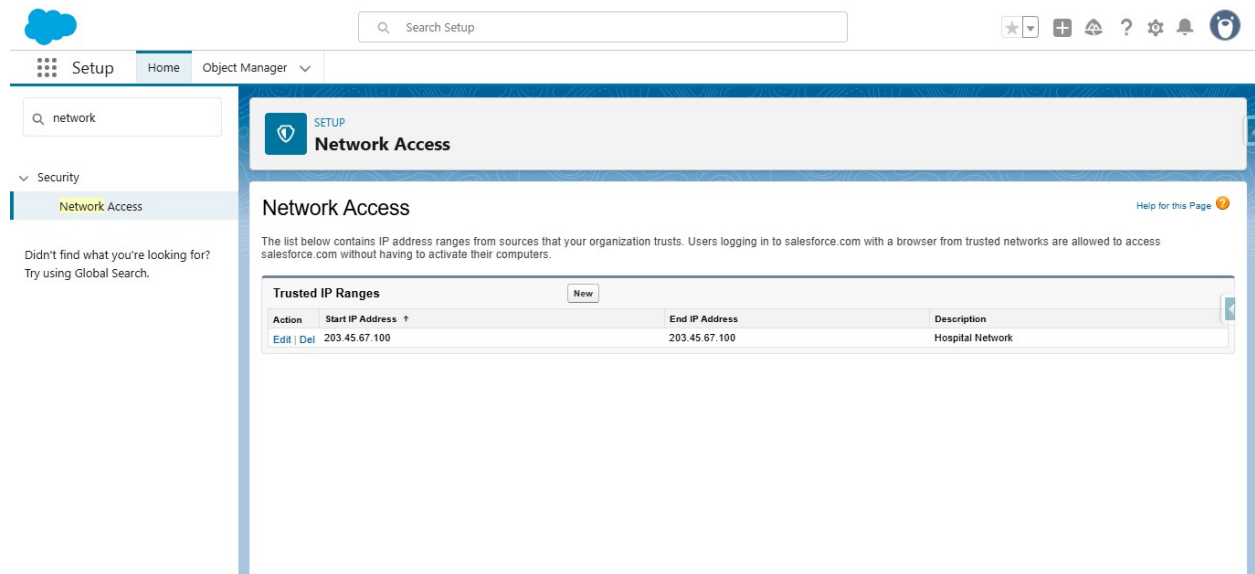 Search Setup
Setup Home Object Manager
network
Security
Network Access
Didn't find what you're looking for?
Try using Global Search.
SETUP
Network Access
Network Access
Help for this Page
The list below contains IP address ranges from sources that your organization trusts. Users logging in to salesforce.com with a browser from trusted networks are allowed to access
salesforce.com without having to activate their computers.
Trusted IP Ranges New
Action Start IP Address ↑ End IP Address Description
Edit | Del 203.45.67.100 203.45.67.100 Hospital Network